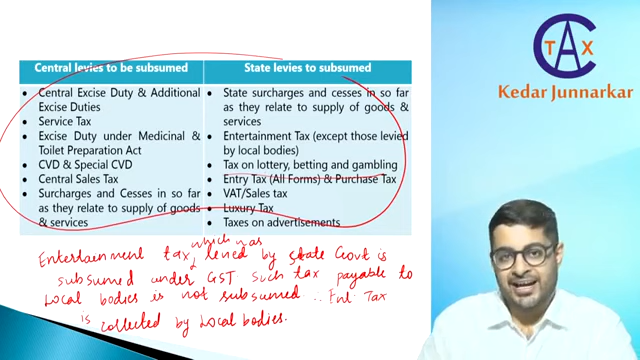 CA
TAX
Kedar Junnarkar
Central levies to be subsumed
Central Excise Duty & Additional
Excise Duties
Service Tax
Excise Duty under Medicinal &
Toilet Preparation Act
CVD & Special CVD
Central Sales Tax
Surcharges and Cesses in so far
as they relate to supply of goods
& services
State levies to subsumed
State surcharges and cesses in so far
as they relate to supply of goods &
services
Entertainment Tax (except those levied
by local bodies)
Tax on lottery, betting and gambling
Entry Tax (All Forms) & Purchase Tax
VAT/Sales tax
Luxury Tax
Taxes on advertisements
which was
Entertainment tax, levied by State Govt is
subsumed under GST such tax payable to
Local bodies is not subsumed ∴ Ent Tax
is collected by Local bodies.